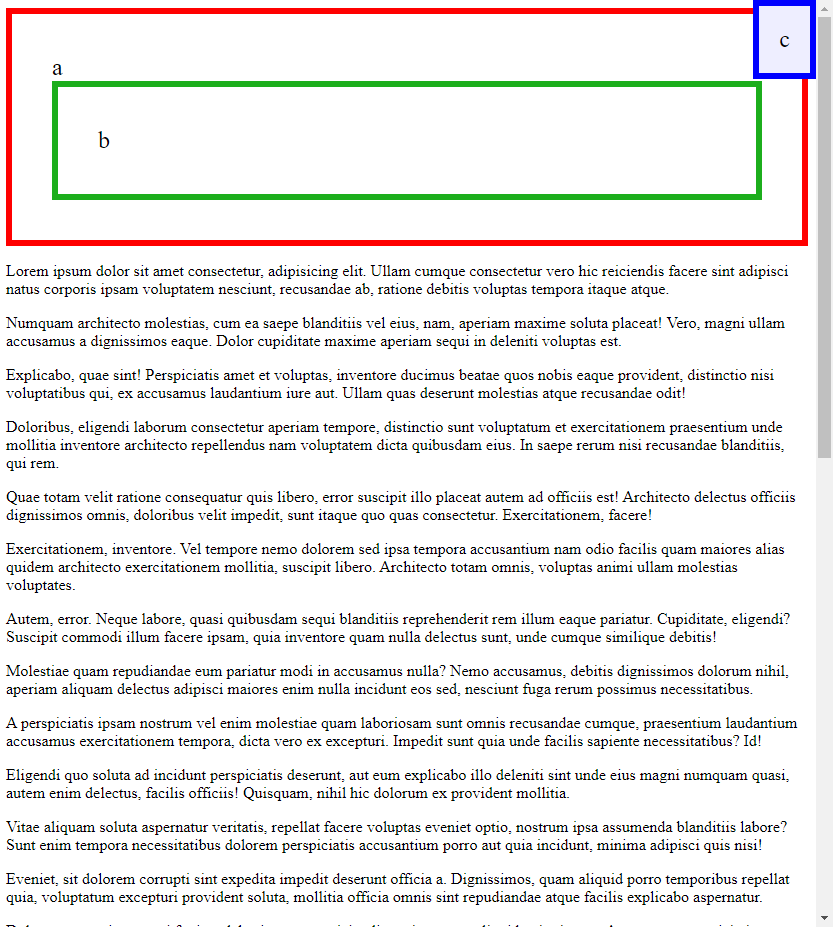 c
a
b
Lorem ipsum dolor sit amet consectetur, adipisicing elit. Ullam cumque consectetur vero hic reiciendis facere sint adipisci
natus corporis ipsam voluptatem nesciunt, recusandae ab, ratione debitis voluptas tempora itaque atque.
Numquam architecto molestias, cum ea saepe blanditiis vel eius, nam, aperiam maxime soluta placeat! Vero, magni ullam
accusamus a dignissimos eaque. Dolor cupiditate maxime aperiam sequi in deleniti voluptas est.
Explicabo, quae sint! Perspiciatis amet et voluptas, inventore ducimus beatae quos nobis eaque provident, distinctio nisi
voluptatibus qui, ex accusamus laudantium iure aut. Ullam quas deserunt molestias atque recusandae odit!
Doloribus, eligendi laborum consectetur aperiam tempore, distinctio sunt voluptatum et exercitationem praesentium unde
mollitia inventore architecto repellendus nam voluptatem dicta quibusdam eius. In saepe rerum nisi recusandae blanditiis,
qui rem.
Quae totam velit ratione consequatur quis libero, error suscipit illo placeat autem ad officiis est! Architecto delectus officiis
dignissimos omnis, doloribus velit impedit, sunt itaque quo quas consectetur. Exercitationem, facere!
Exercitationem, inventore. Vel tempore nemo dolorem sed ipsa tempora accusantium nam odio facilis quam maiores alias
quidem architecto exercitationem mollitia, suscipit libero. Architecto totam omnis, voluptas animi ullam molestias
voluptates.
Autem, error. Neque labore, quasi quibusdam sequi blanditiis reprehenderit rem illum eaque pariatur. Cupiditate, eligendi?
Suscipit commodi illum facere ipsam, quia inventore quam nulla delectus sunt, unde cumque similique debitis!
Molestiae quam repudiandae eum pariatur modi in accusamus nulla? Nemo accusamus, debitis dignissimos dolorum nihil,
aperiam aliquam delectus adipisci maiores enim nulla incidunt eos sed, nesciunt fuga rerum possimus necessitatibus.
A perspiciatis ipsam nostrum vel enim molestiae quam laboriosam sunt omnis recusandae cumque, praesentium laudantium
accusamus exercitationem tempora, dicta vero ex excepturi. Impedit sunt quia unde facilis sapiente necessitatibus? Id!
Eligendi quo soluta ad incidunt perspiciatis deserunt, aut eum explicabo illo deleniti sint unde eius magni numquam quasi,
autem enim delectus, facilis officiis! Quisquam, nihil hic dolorum ex provident mollitia.
Vitae aliquam soluta aspernatur veritatis, repellat facere voluptas eveniet optio, nostrum ipsa assumenda blanditiis labore?
Sunt enim tempora necessitatibus dolorem perspiciatis accusantium porro aut quia incidunt, minima adipisci quis nisi!
Eveniet, sit dolorem corrupti sint expedita impedit deserunt officia a. Dignissimos, quam aliquid porro temporibus repellat
quia, voluptatum excepturi provident soluta, mollitia officia omnis sint repudiandae atque facilis explicabo aspernatur.